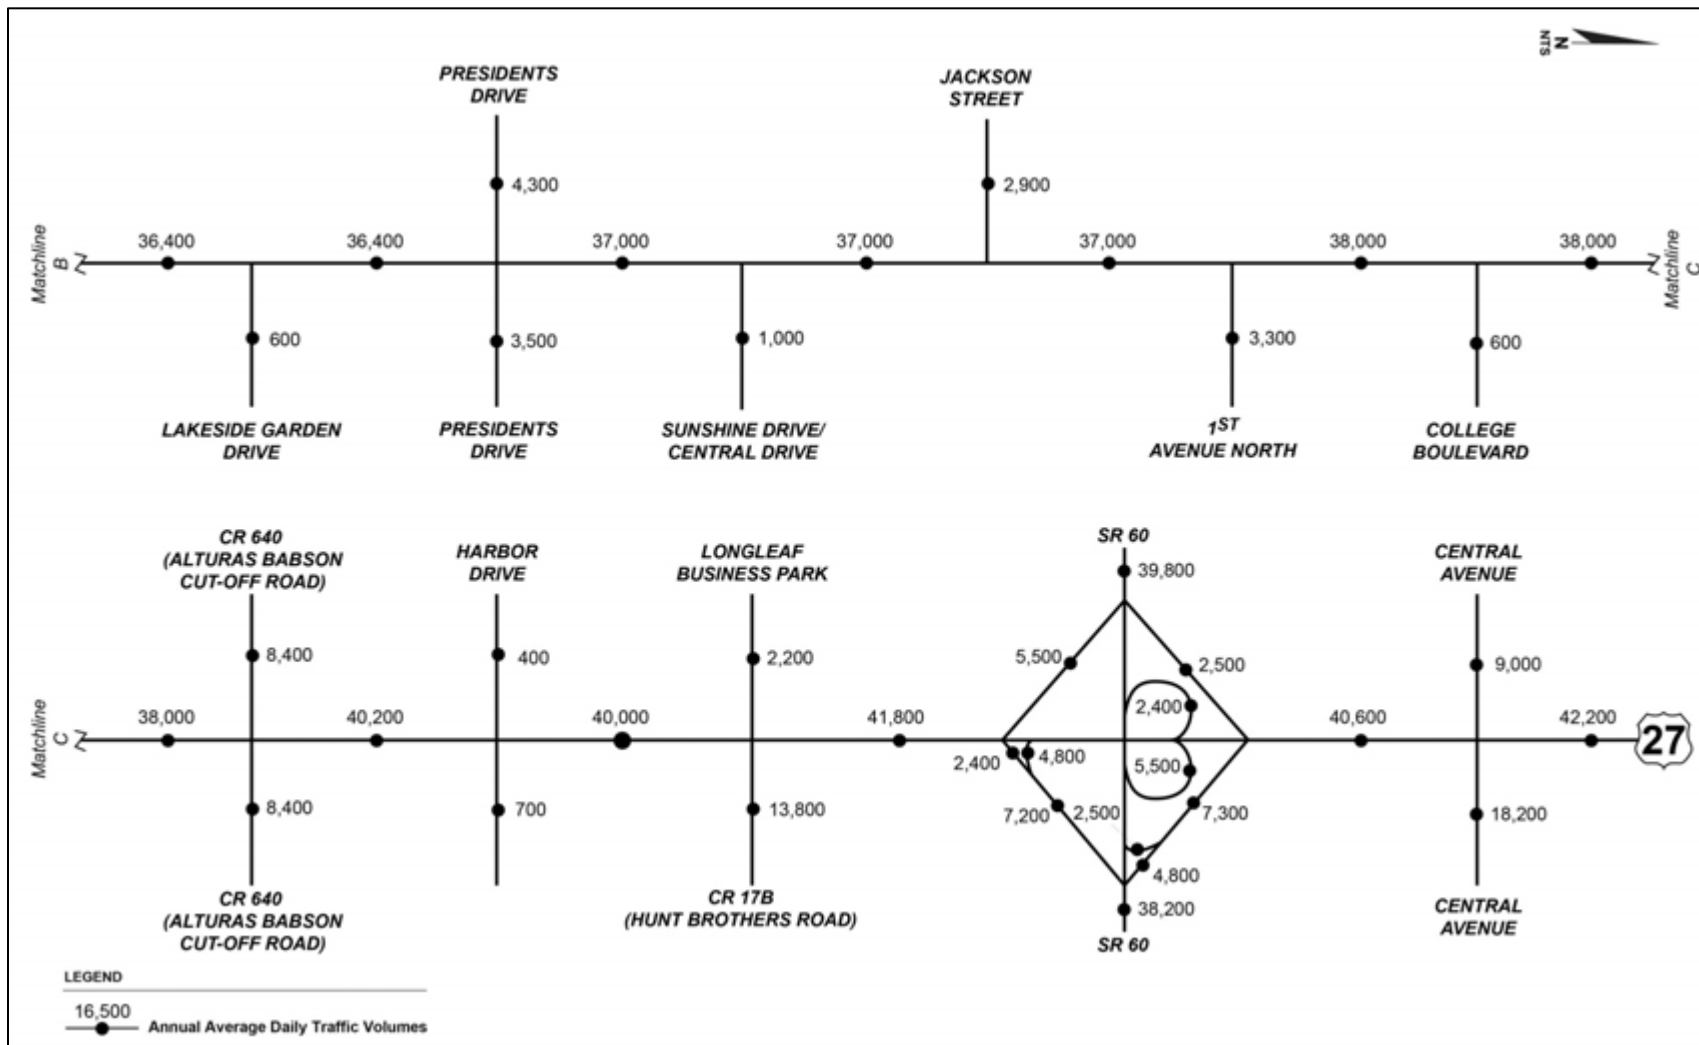 N
NTS
PRESIDENTS
DRIVE
JACKSON
STREET
4,300
2,900
Matchline
B
36,400
36,400
37,000
37,000
37,000
38,000
38,000
Matchline
C
600
3,500
1,000
3,300
600
LAKESIDE GARDEN
DRIVE
PRESIDENTS
DRIVE
SUNSHINE DRIVE/
CENTRAL DRIVE
1ST
AVENUE NORTH
COLLEGE
BOULEVARD
CR 640
(ALTURAS BABSON
CUT-OFF ROAD)
HARBOR
DRIVE
LONGLEAF
BUSINESS PARK
SR 60
CENTRAL
AVENUE
39,800
8,400
400
2,200
5,500
2,500
9,000
2,400
Matchline
C
38,000
40,200
40,000
41,800
40,600
42,200
27
2,400
4,800
5,500
8,400
700
13,800
7,200
2,500
7,300
18,200
4,800
38,200
CR 640
(ALTURAS BABSON
CUT-OFF ROAD)
CR 17B
(HUNT BROTHERS ROAD)
SR 60
CENTRAL
AVENUE
LEGEND
16,500
Annual Average Daily Traffic Volumes